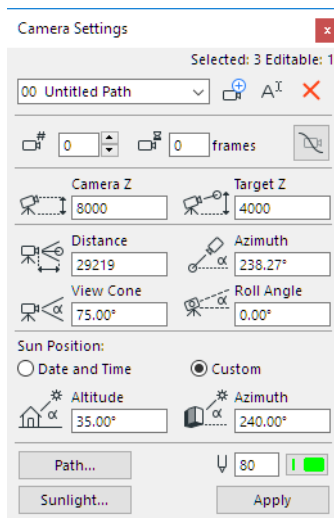 Camera Settings
x
Selected: 3 Editable: 1
00 Untitled Path
A
#
0
0
frames
Camera Z
8000
Target Z
4000
Distance
29219
α
Azimuth
238.27°
View Cone
α
75.00°
α
Roll Angle
0.00°
Sun Position:
Date and Time
Custom
Altitude
α
35.00°
Azimuth
α
240.00°
Path...
80
Sunlight...
Apply